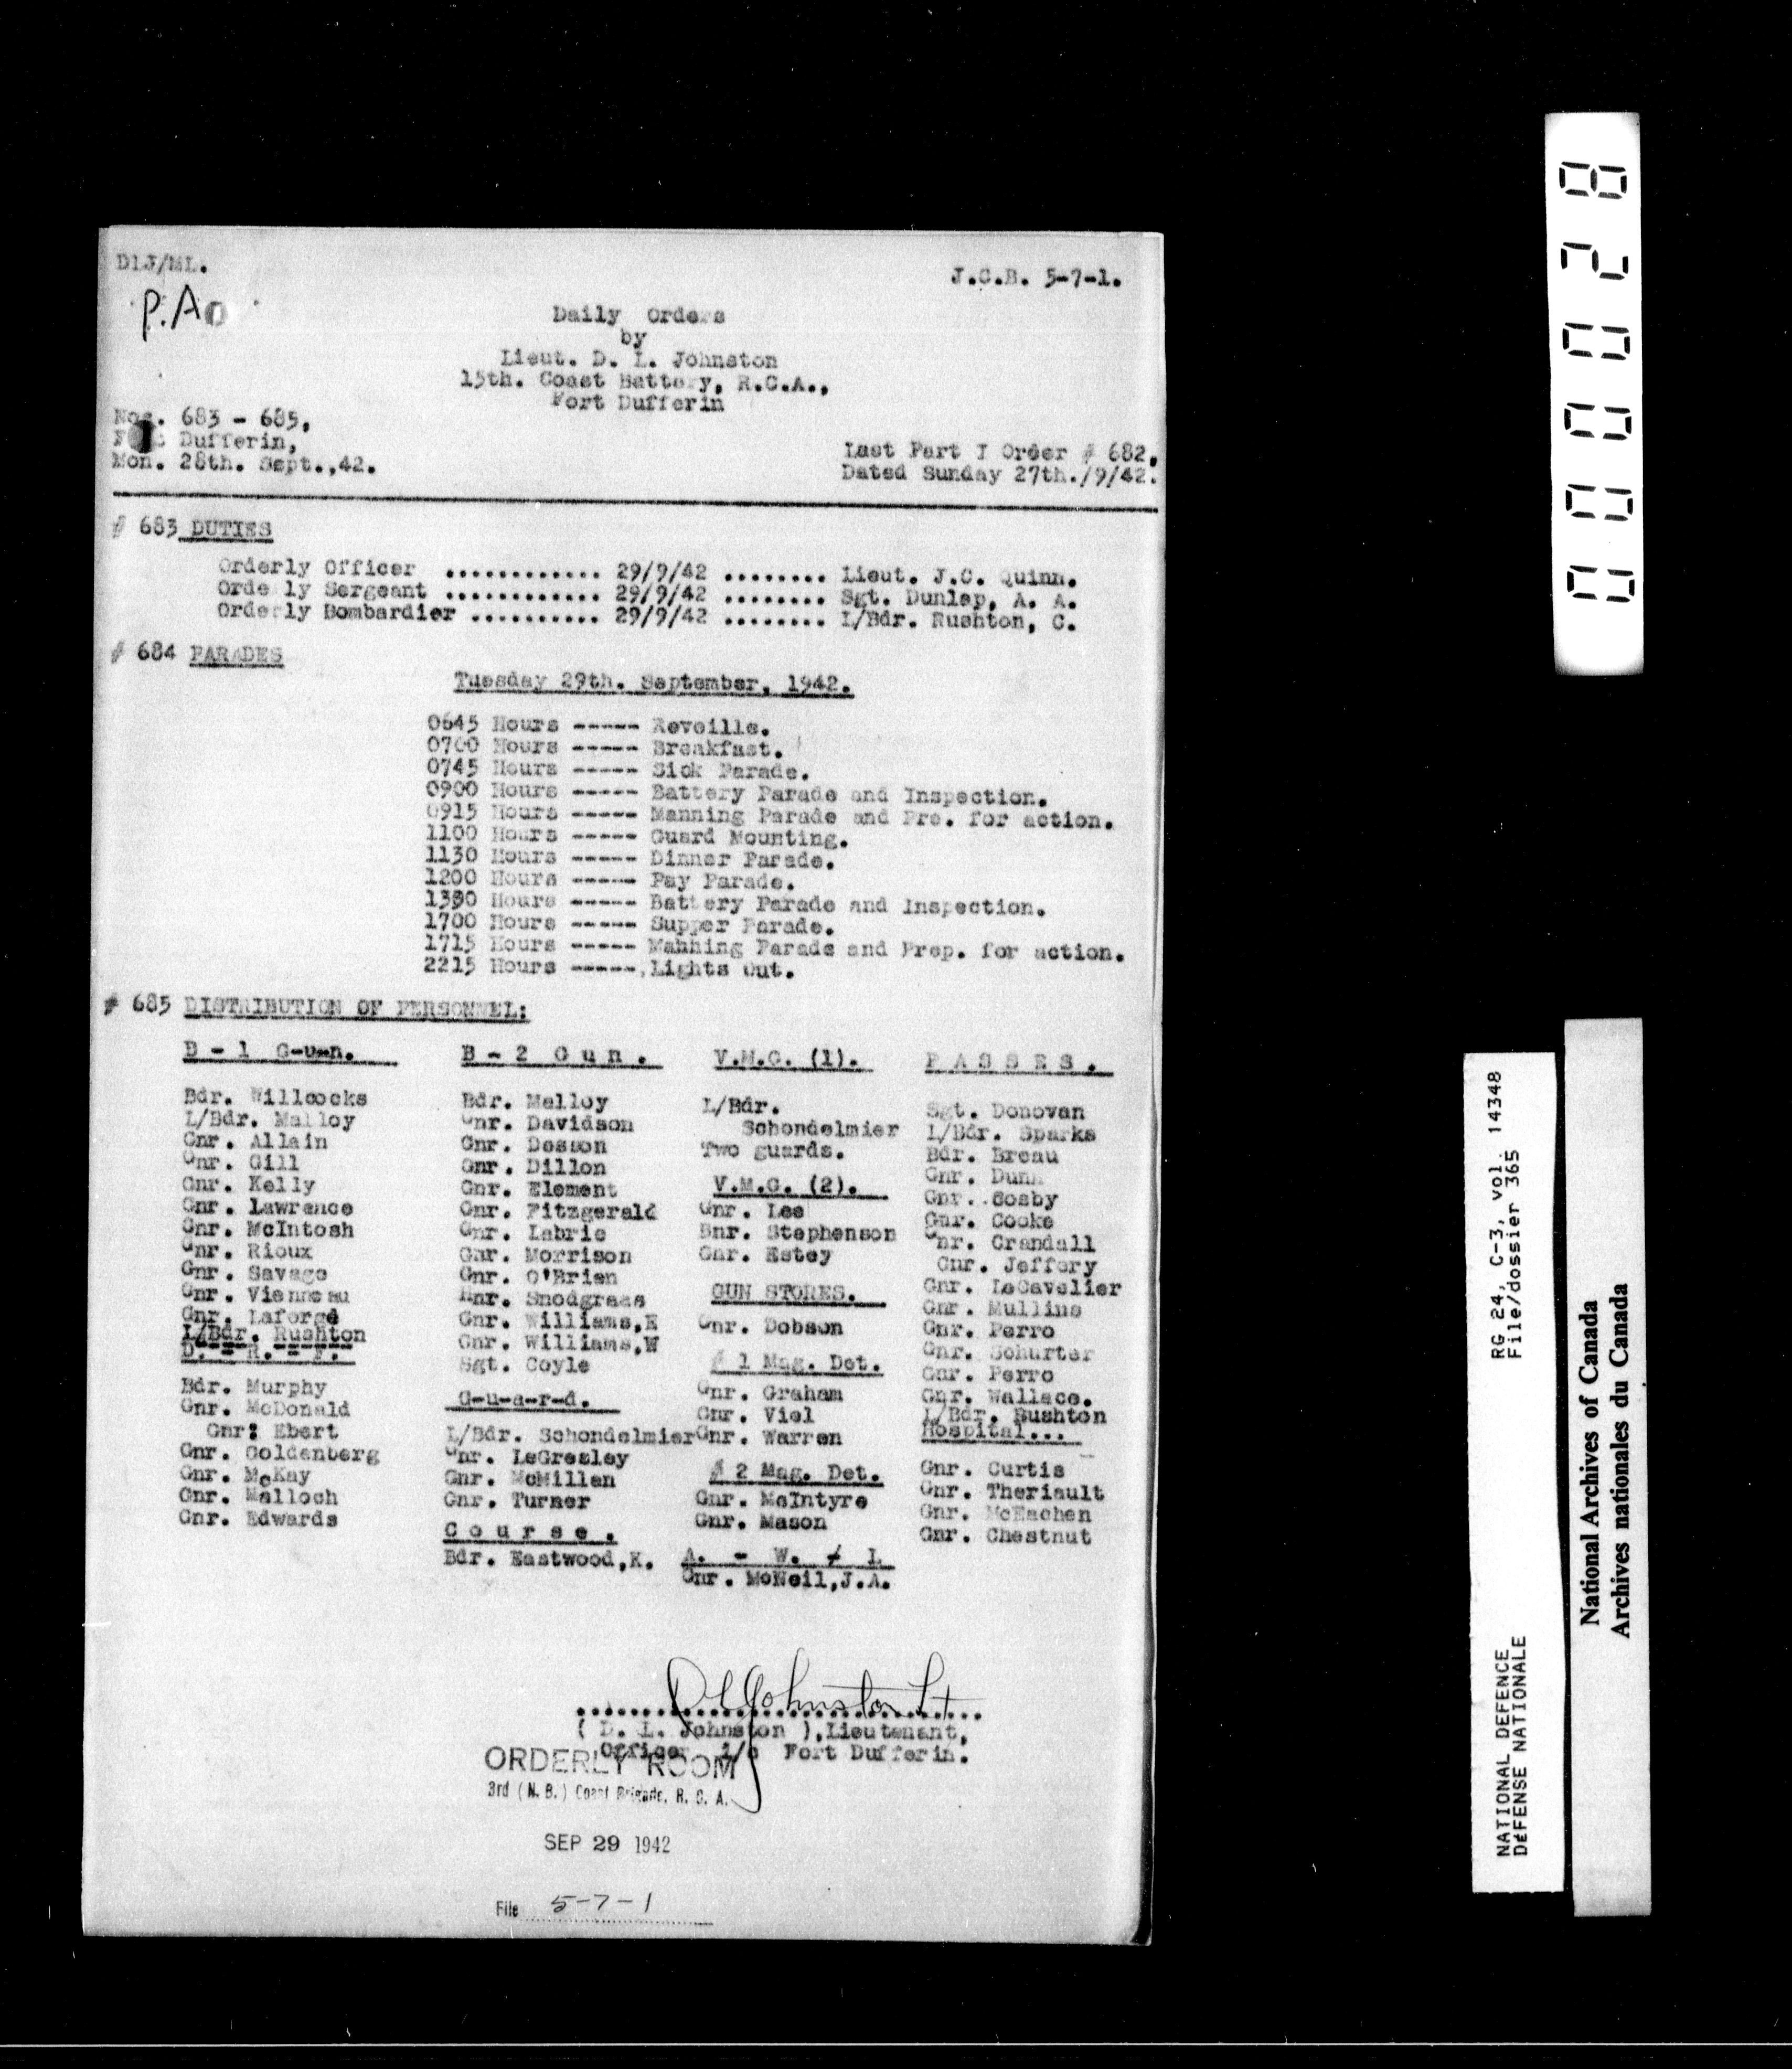 DLJ/ML.
J.C.B. 5-7-1.
P.A.
Daily Orders
by
Lieut. D. L. Johnston
15th. Coast Battery, R.C.A.,
Fort Dufferin
Nos. 683 - 685,
Dufferin,
Mon. 28th. Sept.,42.
Last Part I Order # 682,
Dated Sunday 27th./9/42.
# 683 DUTIES
Orderly Officer ............ 29/9/42 ........ Lieut. J.C. Quinn.
Orde ly Sergeant ............ 29/9/42 ........ Sgt. Dunlap, A. A.
Orderly Bombardier .......... 29/9/42 ........ L/Bdr. Rushton, C.
# 684 PARADES
Tuesday 29th. September, 1942.
0645 Hours ----- Reveille.
0700 Hours ----- Breakfast.
0745 Hours ----- Sick Parade.
0900 Hours ----- Battery Parade and Inspection.
0915 Hours ----- Manning Parade and Pre. for action.
1100 Hours ----- Guard Mounting.
1130 Hours ----- Dinner Parade.
1200 Hours ----- Pay Parade.
Hours ----- Battery Parade and Inspection.
1700 Hours ----- Supper Parade.
1715 Hours ----- Manning Parade and Prep. for action.
2215 Hours -----,Lights Out.
# 685 DISTRIBUTION OF PERSONNEL:
B - 1 G-u-n.
Bdr. Willcocks
L/Bdr. Malloy
Gnr. Allain
Gnr. Gill
Gnr. Kelly
Gnr. Lawrence
Gnr. McIntosh
Gnr. Rioux
Gnr. Savage
Gnr. Vienneau
Gnr. Laforge
L/Bdr. Rushton
D. - R. - F.
Bdr. Murphy
Gnr. McDonald
Gnr: Ebert
Gnr. Goldenberg
Gnr. McKay
Gnr. Malloch
Gnr. Edwards
B - 2 G u n .
Bdr. Melloy
Gnr. Davidson
Gnr. Desson
Gnr. Dillon
Gnr. Element
Gnr. Fitzgerald
Gnr. Labrie
Gnr. Morrison
Gnr. O'Brien
Gnr. Snodgrass
Gnr. Williams,E
Gnr. Williams,W
Sgt. Coyle
G-u-a-r-d.
L/Bdr. Schondelmier
Gnr. LeGresley
Gnr. McMillan
Gnr. Turner
C o u r s e .
Bdr. Eastwood,K.
V.M.G. (1).
L/Bdr.
Schondelmier
Two guards.
V.M.G. (2).
Gnr. Lee
Bnr. Stephenson
Gnr. Estey
GUN STORES.
Gnr. Dobson
# 1 Mag. Det.
Gnr. Graham
Gnr. Viel
Gnr. Warren
# 2 Mag. Det.
Gnr. McIntyre
Gnr. Mason
A. - W. - L
Gnr. McNeil,J.A.
P A S S E S .
Sgt. Donovan
L/Bdr. Sparks
Bdr. Breau
Gnr. Dunn
Gnr. Sosby
Gnr. Cooke
Gnr. Crandall
Gnr. Jeffory
Gnr. LeCavelier
Gnr. Mullins
Gnr. Perro
Gnr. Schurter
Gnr. Perro
Gnr. Wallace.
L/Bdr. Rushton
Hospital...
Gnr. Curtis
Gnr. Theriault
Gnr. McEachen
Gnr. Chestnut
D L Johnston Lt.
( D. L. Johnston ),Lieutenant,
Officer i/c Fort Dufferin.
ORDERLY ROOM
3rd (N. B.) Coast Brigade, R. C. A.
SEP 29 1942
File 5-7-1
000028
RG 24, C-3, vol. 14348
File/dossier 365
NATIONAL DEFENCE
DéFENSE NATIONALE
National Archives of Canada
Archives nationales du Canada